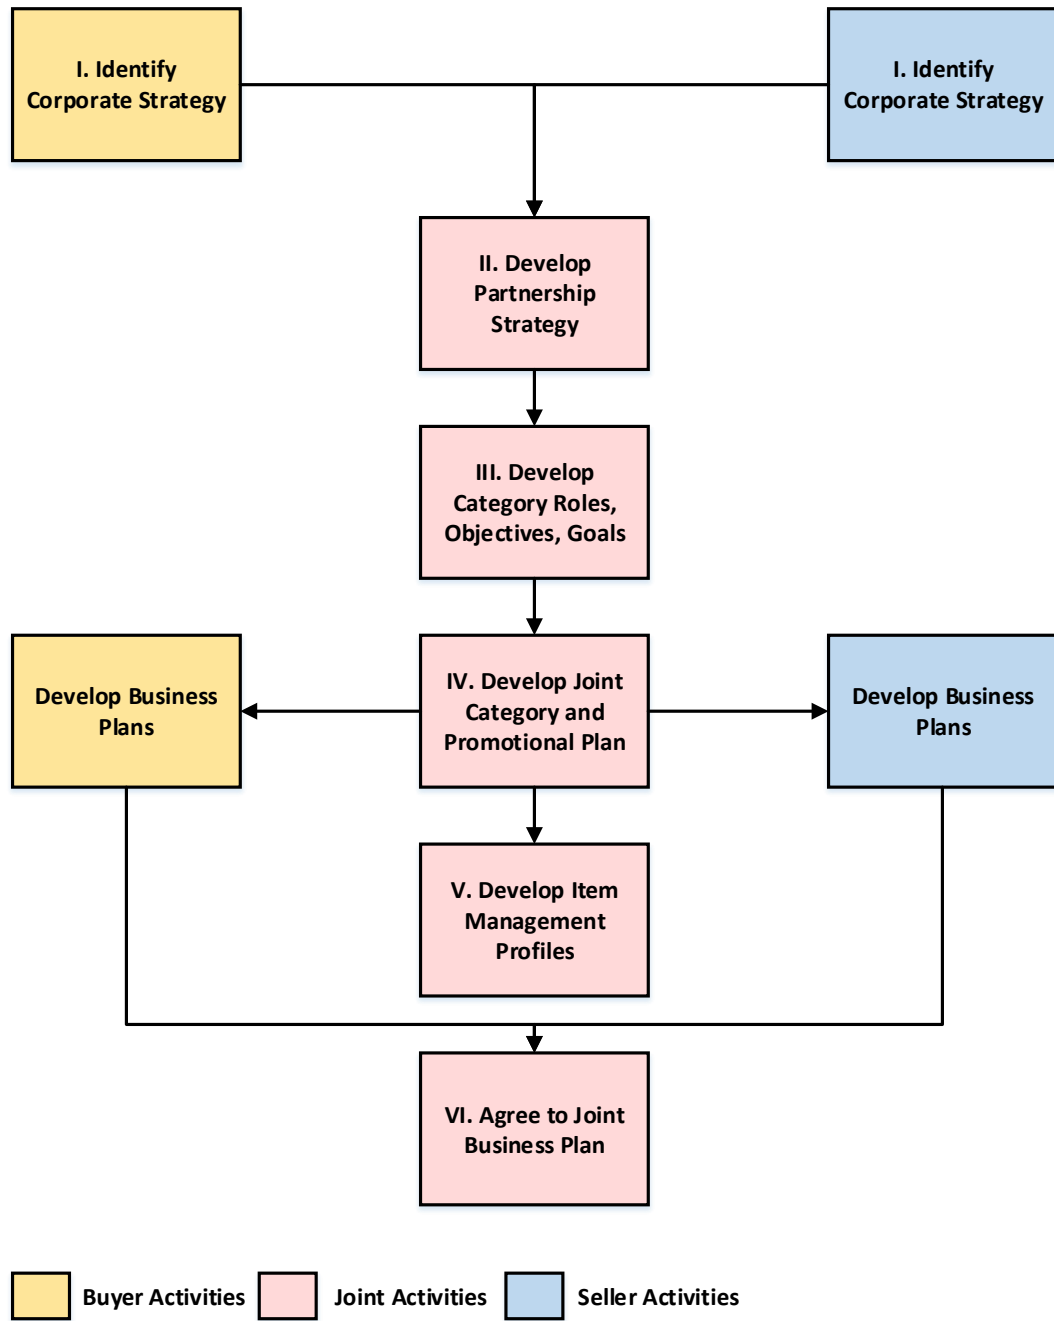 I. Identify
Corporate Strategy
I. Identify
Corporate Strategy
II. Develop
Partnership
Strategy
III. Develop
Category Roles,
Objectives, Goals
Develop Business
Plans
IV. Develop Joint
Category and
Promotional Plan
Develop Business
Plans
V. Develop Item
Management
Profiles
VI. Agree to Joint
Business Plan
Buyer Activities
Joint Activities
Seller Activities